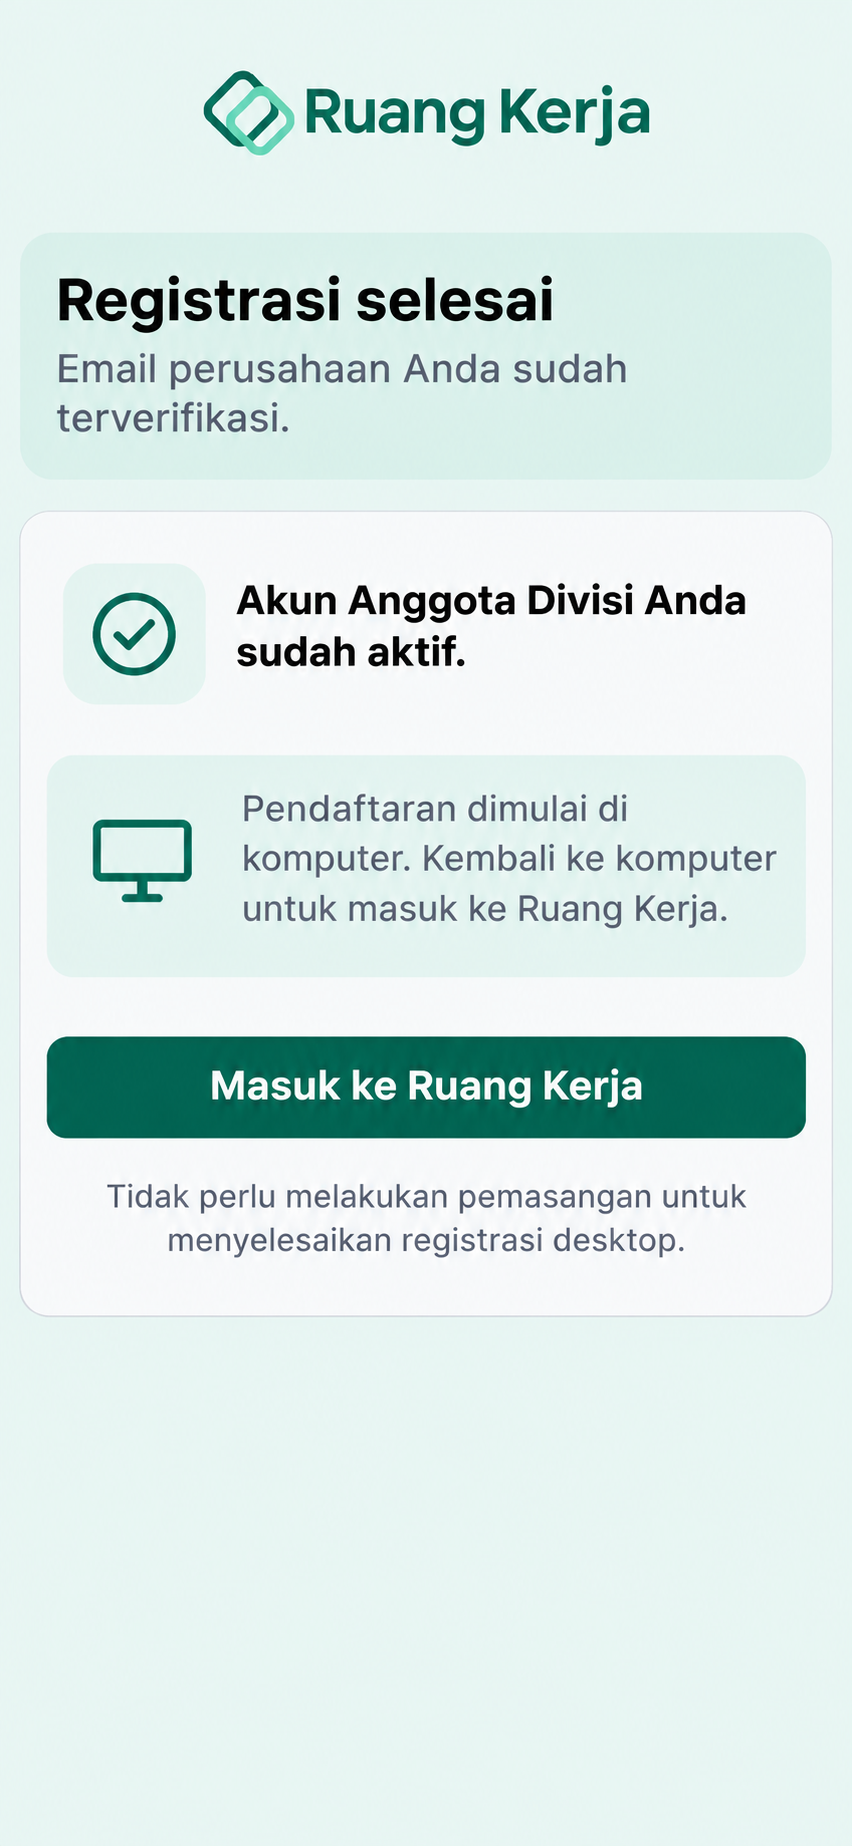 Ruang Kerja
Registrasi selesai
Email perusahaan Anda sudah
terverifikasi.
Akun Anggota Divisi Anda
sudah aktif.
Pendaftaran dimulai di
komputer. Kembali ke komputer
untuk masuk ke Ruang Kerja.
Masuk ke Ruang Kerja
Tidak perlu melakukan pemasangan untuk
menyelesaikan registrasi desktop.